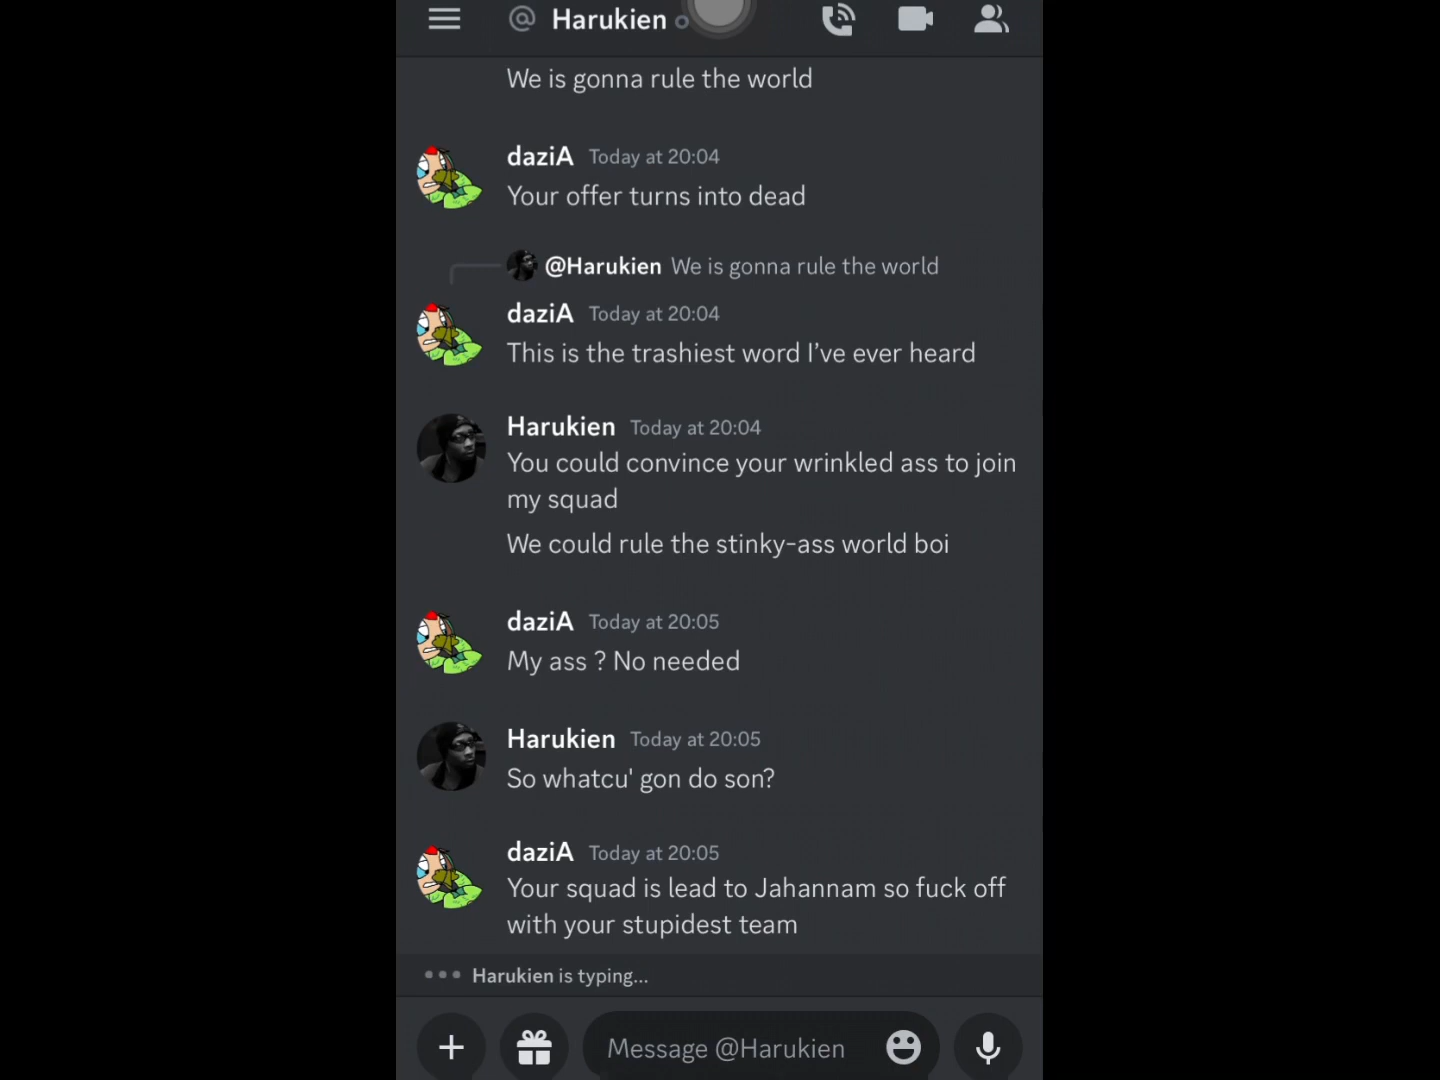 @ Harukien
We is gonna rule the world
daziA Today at 20:04
Your offer turns into dead
@Harukien We is gonna rule the world
daziA Today at 20:04
This is the trashiest word I’ve ever heard
Harukien Today at 20:04
You could convince your wrinkled ass to join
my squad
We could rule the stinky-ass world boi
daziA Today at 20:05
My ass ? No needed
Harukien Today at 20:05
So whatcu' gon do son?
daziA Today at 20:05
Your squad is lead to Jahannam so fuck off
with your stupidest team
Harukien is typing...
Message @Harukien